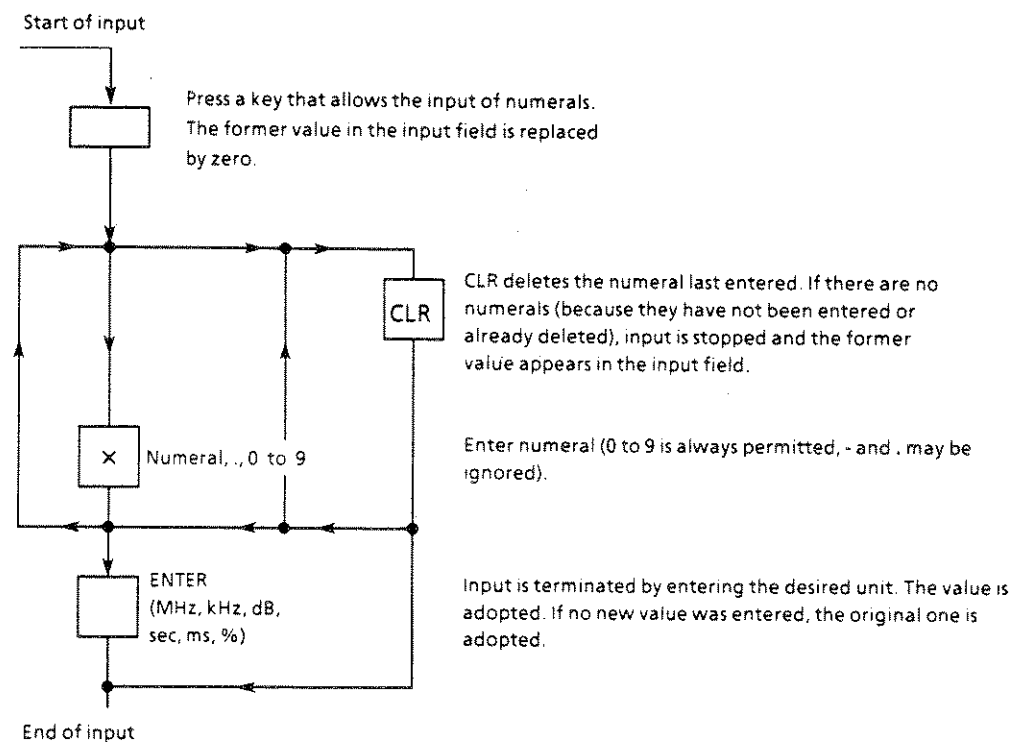 Start of input
Press a key that allows the input of numerals.
The former value in the input field is replaced
by zero.
CLR
CLR deletes the numeral last entered. If there are no
numerals (because they have not been entered or
already deleted), input is stopped and the former
value appears in the input field.
×
Numeral, ., 0 to 9
Enter numeral (0 to 9 is always permitted, - and . may be
ignored).
ENTER
(MHz, kHz, dB,
sec, ms, %)
Input is terminated by entering the desired unit. The value is
adopted. If no new value was entered, the original one is
adopted.
End of input